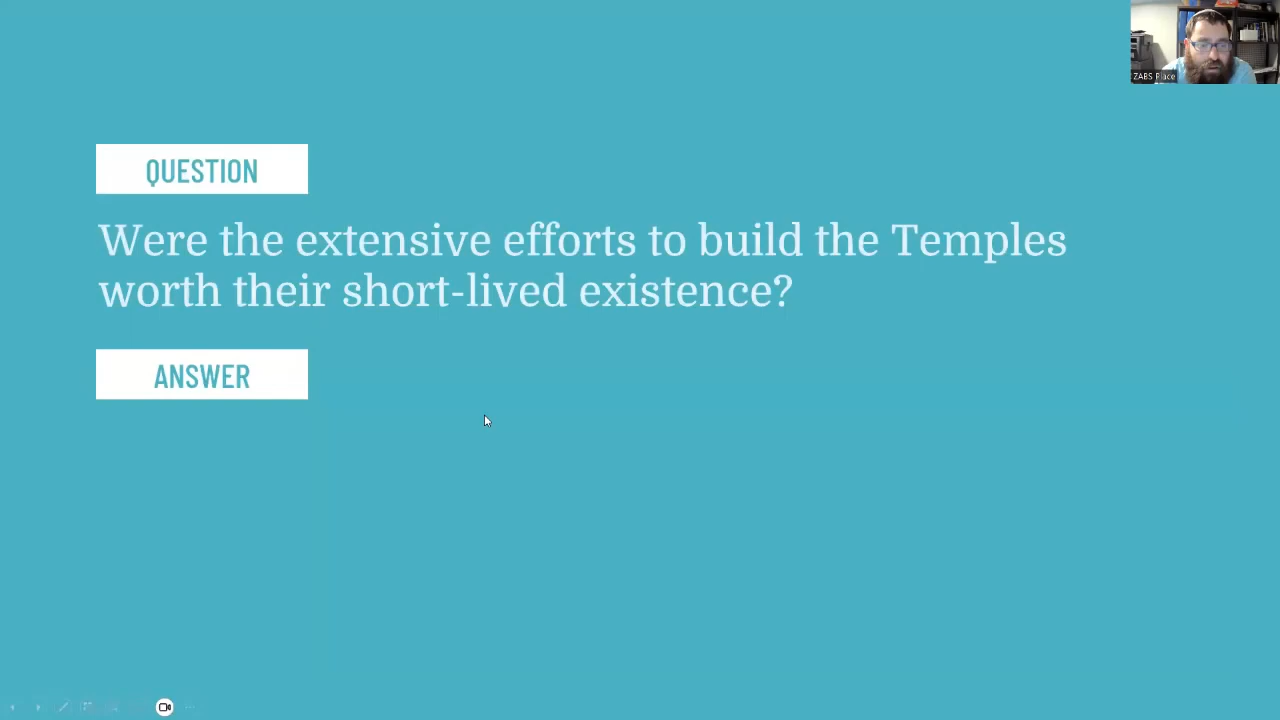 ZABS Place
QUESTION
Were the extensive efforts to build the Temples
worth their short-lived existence?
ANSWER